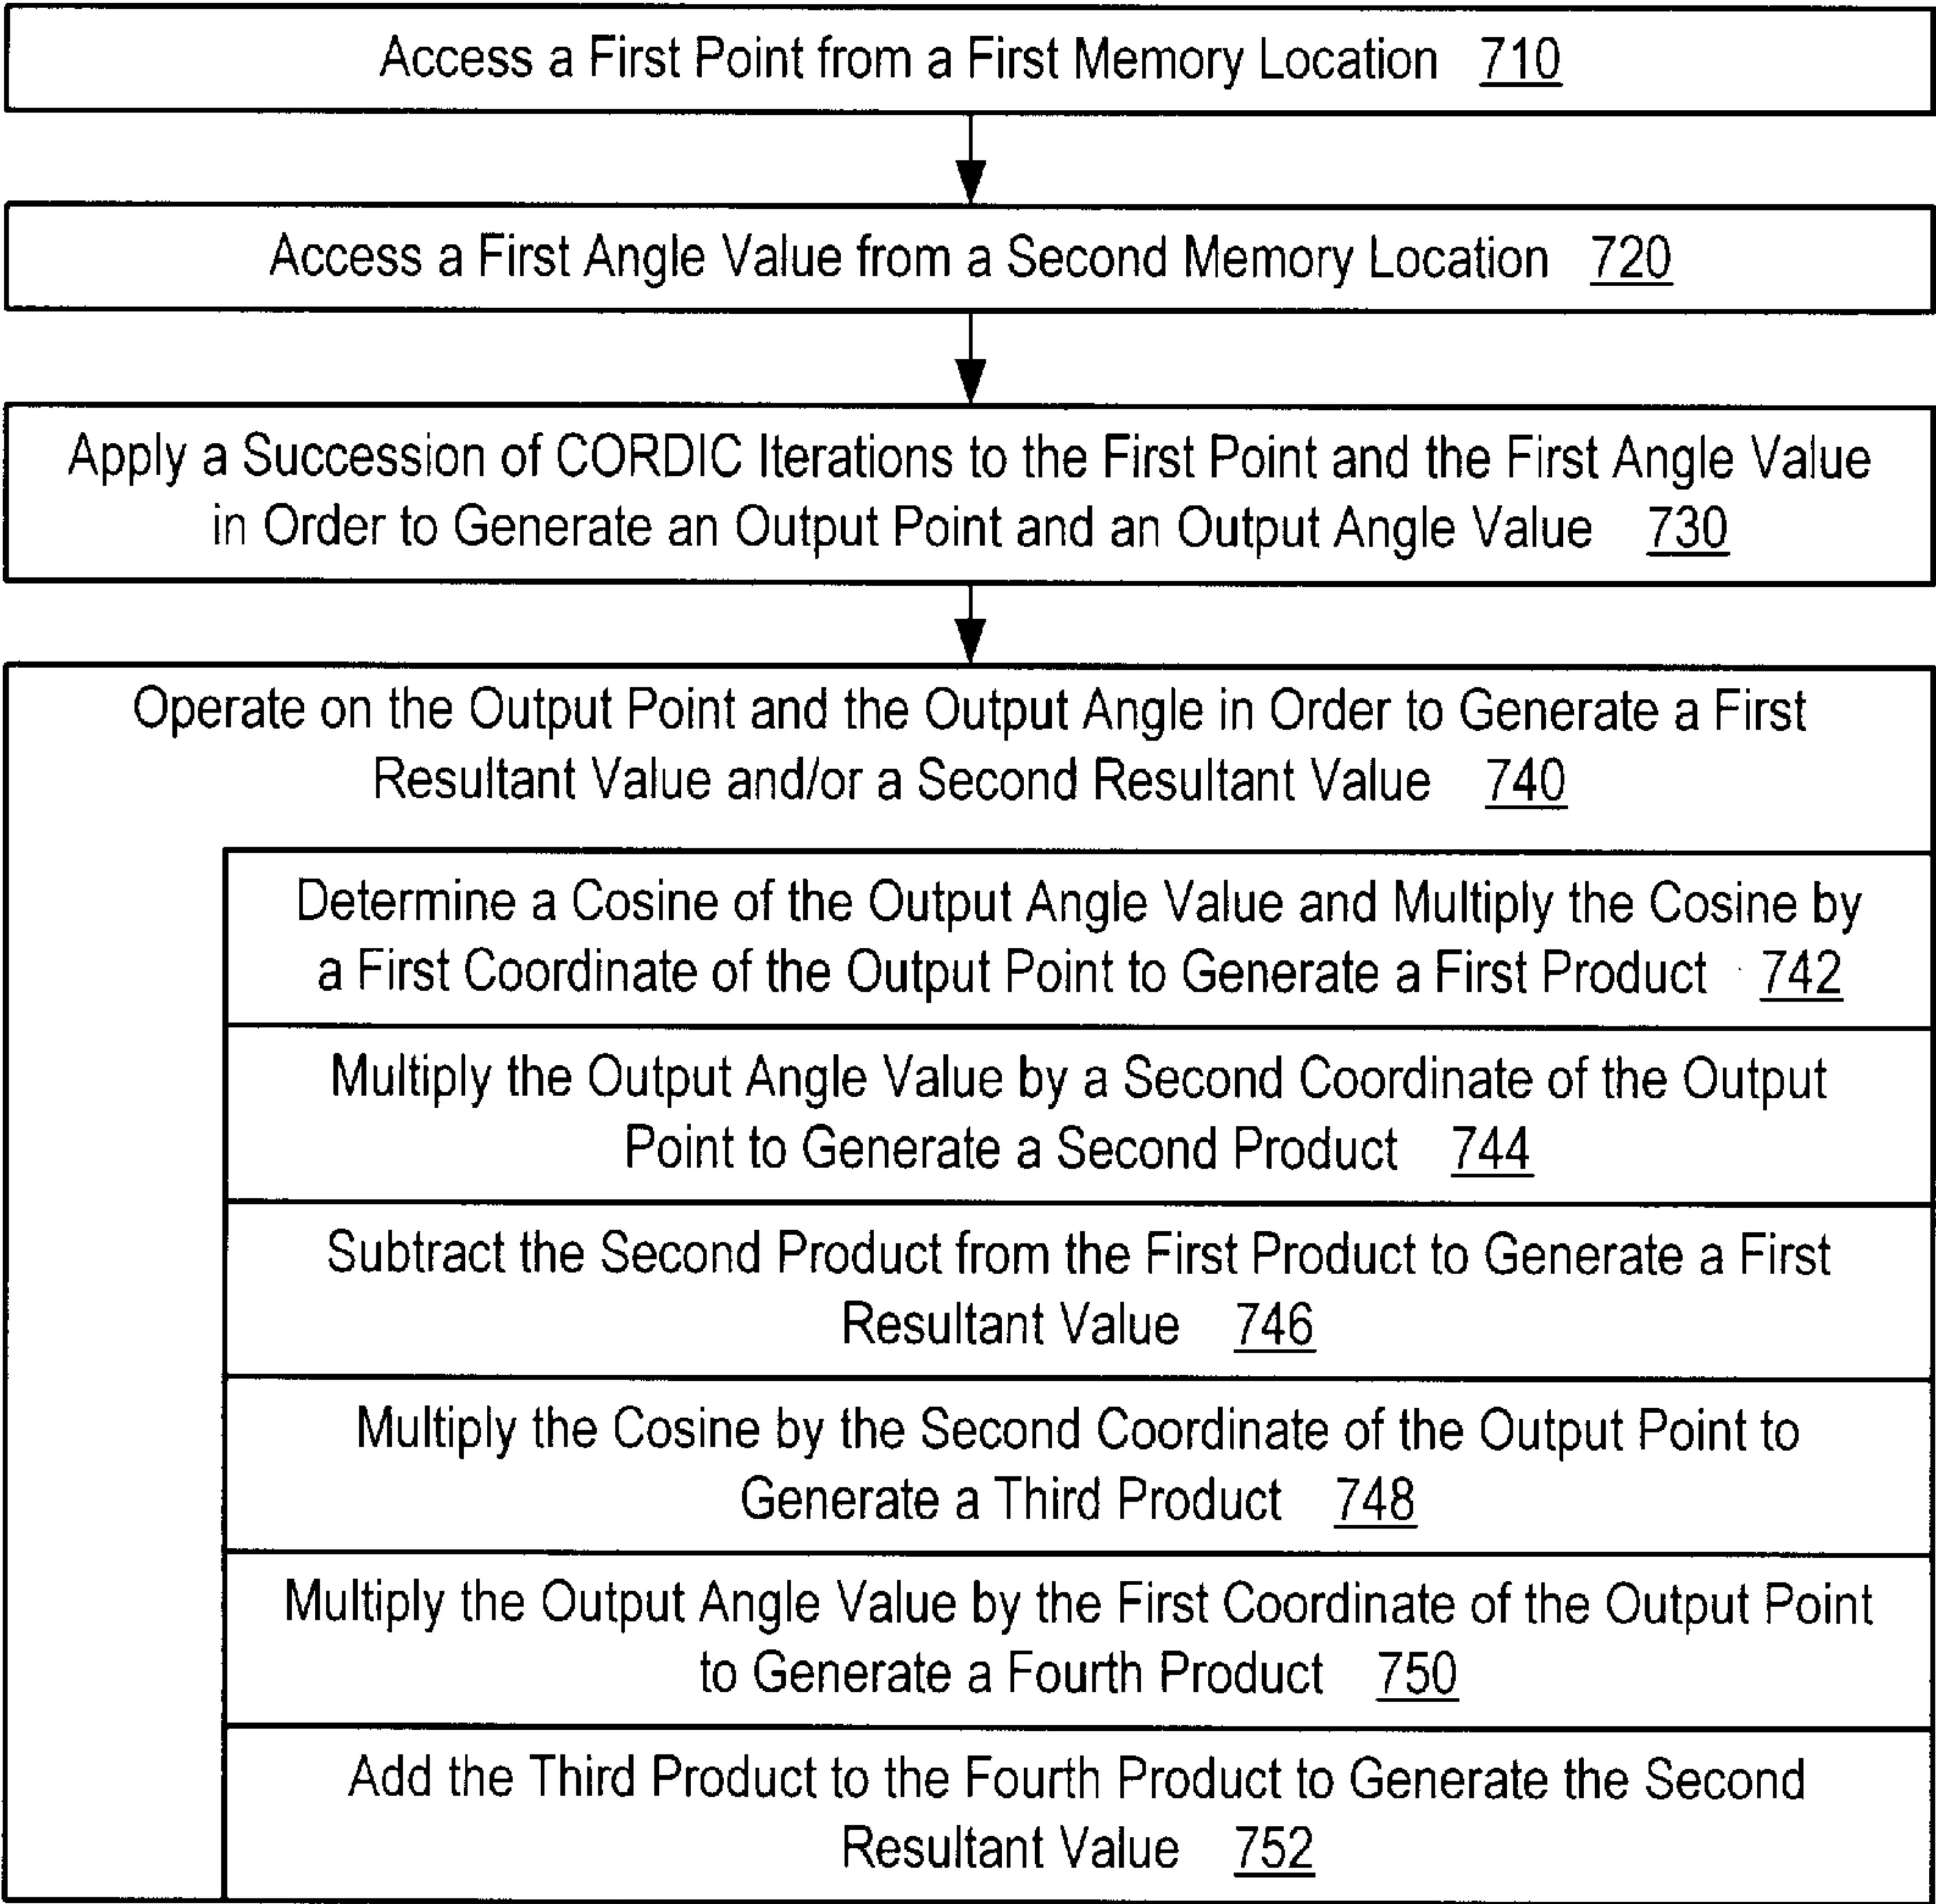 Access a First Point from a First Memory Location 710
Access a First Angle Value from a Second Memory Location 720
Apply a Succession of CORDIC Iterations to the First Point and the First Angle Value
in Order to Generate an Output Point and an Output Angle Value 730
Operate on the Output Point and the Output Angle in Order to Generate a First
Resultant Value and/or a Second Resultant Value 740
Determine a Cosine of the Output Angle Value and Multiply the Cosine by
a First Coordinate of the Output Point to Generate a First Product 742
Multiply the Output Angle Value by a Second Coordinate of the Output
Point to Generate a Second Product 744
Subtract the Second Product from the First Product to Generate a First
Resultant Value 746
Multiply the Cosine by the Second Coordinate of the Output Point to
Generate a Third Product 748
Multiply the Output Angle Value by the First Coordinate of the Output Point
to Generate a Fourth Product 750
Add the Third Product to the Fourth Product to Generate the Second
Resultant Value 752